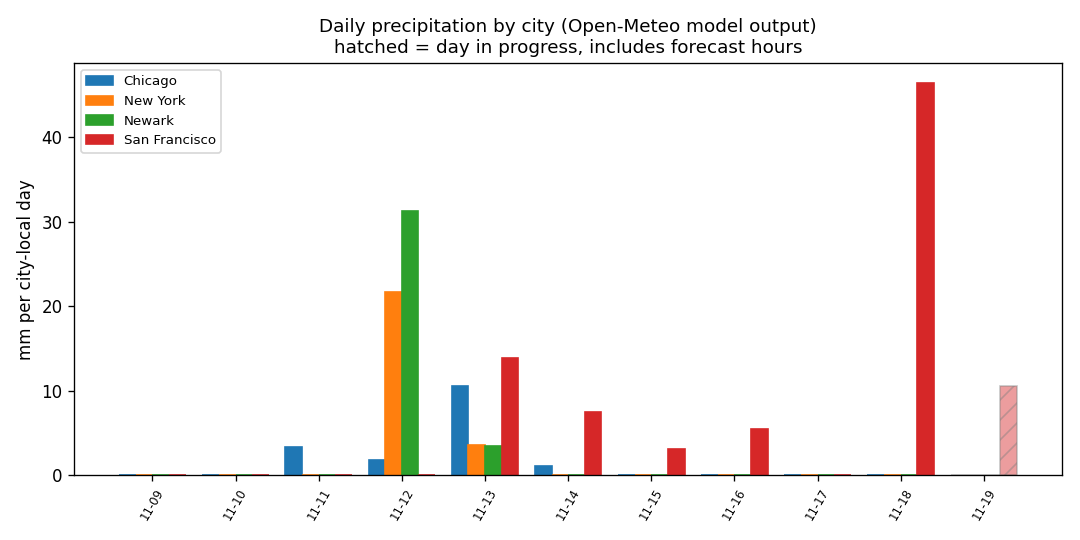 Daily precipitation by city (Open-Meteo model output)
hatched = day in progress, includes forecast hours
Chicago
New York
Newark
San Francisco
mm per city-local day
40
30
20
10
0
11-09
11-10
11-11
11-12
11-13
11-14
11-15
11-16
11-17
11-18
11-19